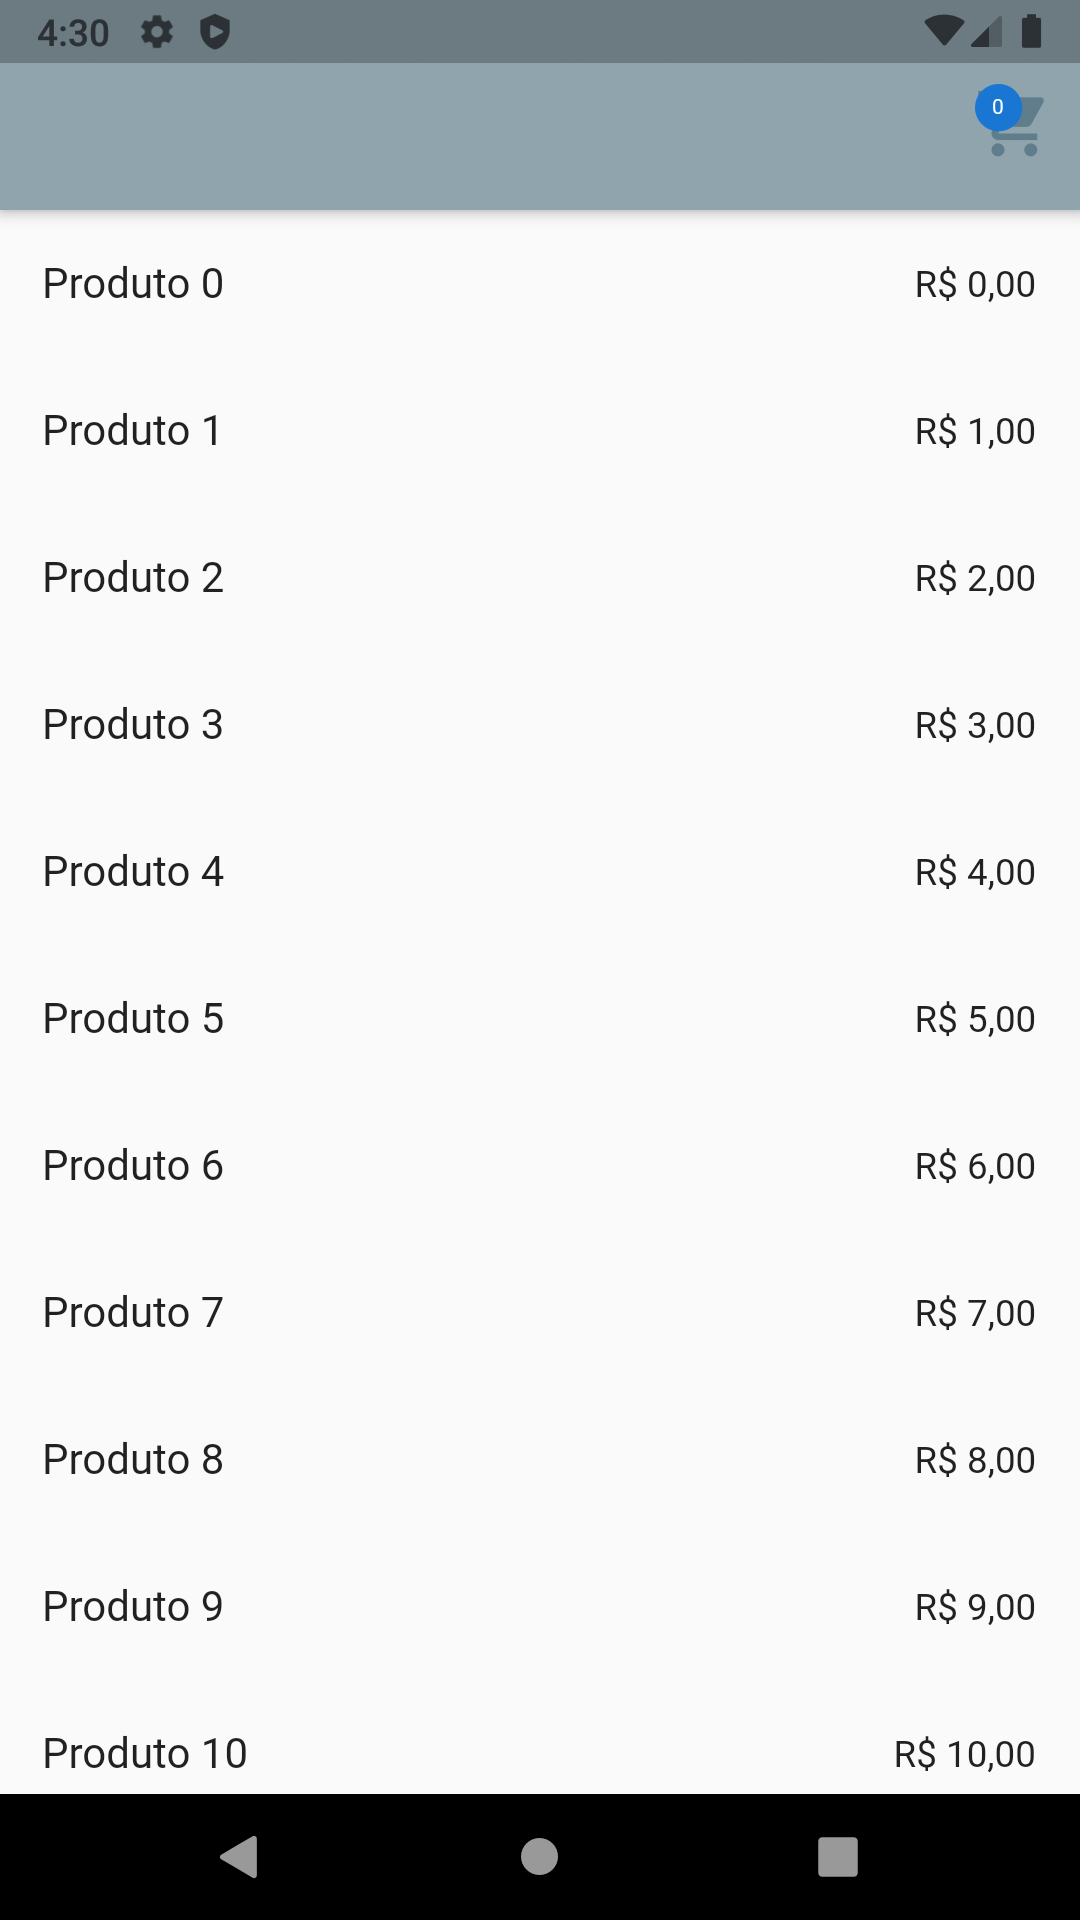 4:30
0
Produto 0 R$ 0,00
Produto 1 R$ 1,00
Produto 2 R$ 2,00
Produto 3 R$ 3,00
Produto 4 R$ 4,00
Produto 5 R$ 5,00
Produto 6 R$ 6,00
Produto 7 R$ 7,00
Produto 8 R$ 8,00
Produto 9 R$ 9,00
Produto 10 R$ 10,00